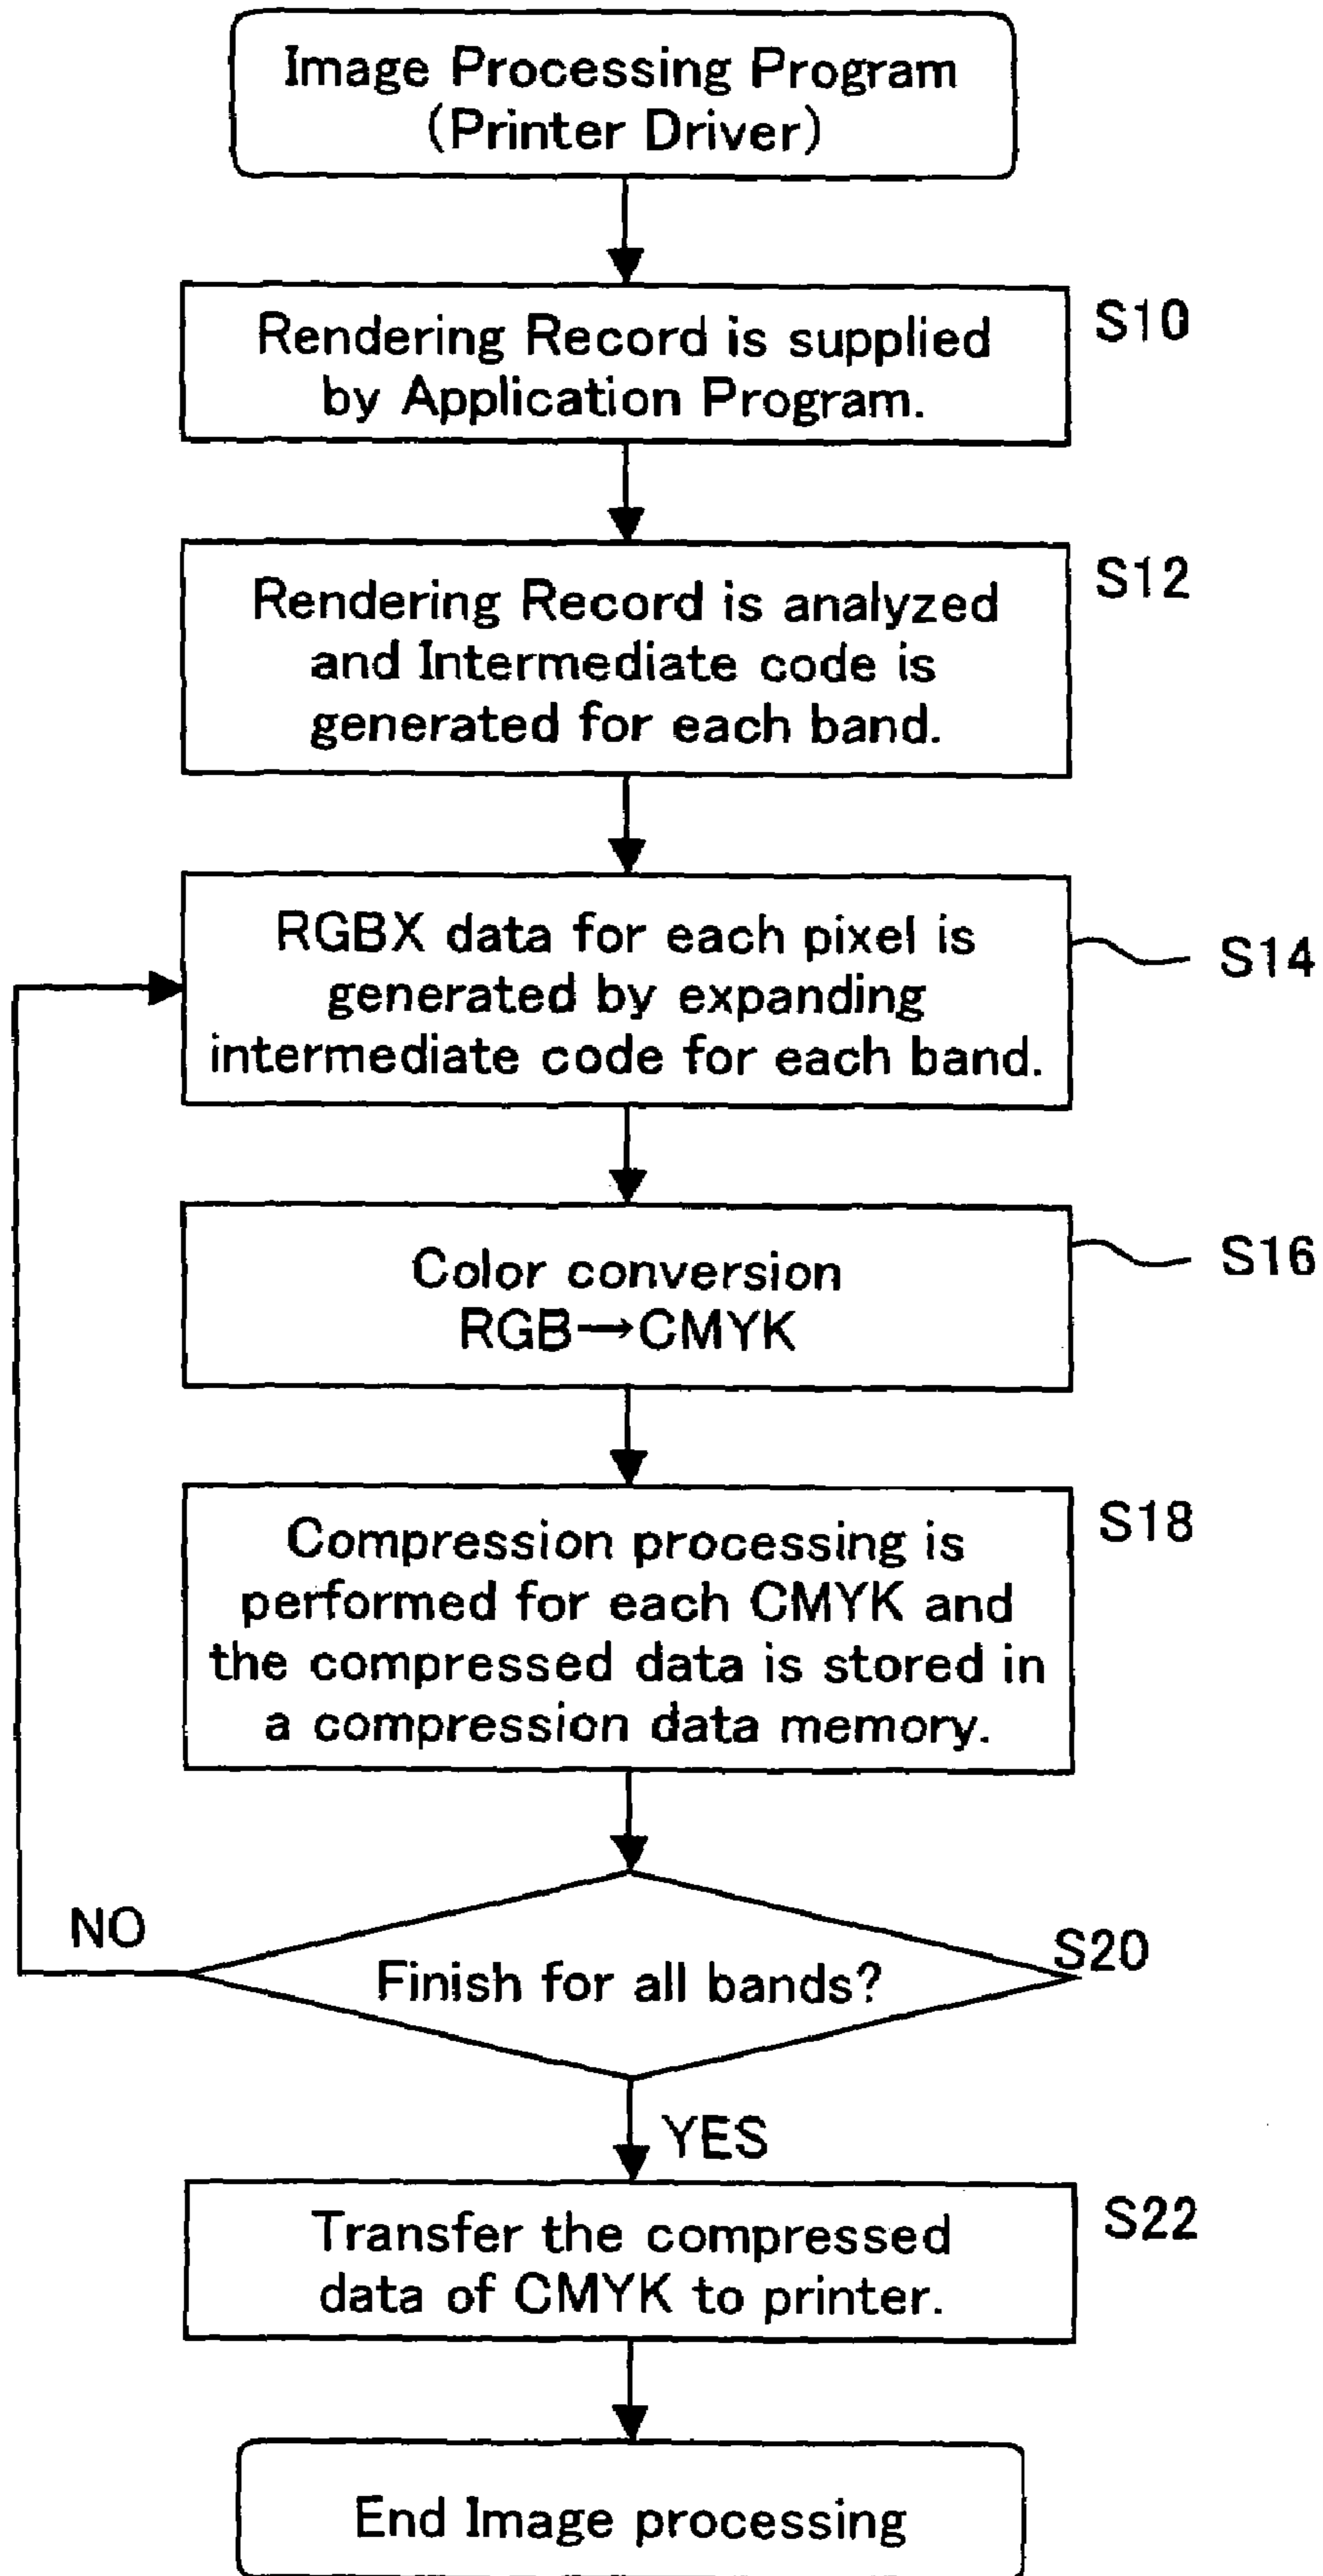 Image Processing Program
(Printer Driver)
Rendering Record is supplied
by Application Program.
S10
Rendering Record is analyzed
and Intermediate code is
generated for each band.
S12
RGBX data for each pixel is
generated by expanding
intermediate code for each band.
S14
Color conversion
RGB→CMYK
S16
Compression processing is
performed for each CMYK and
the compressed data is stored in
a compression data memory.
S18
NO
Finish for all bands?
S20
YES
Transfer the compressed
data of CMYK to printer.
S22
End Image processing